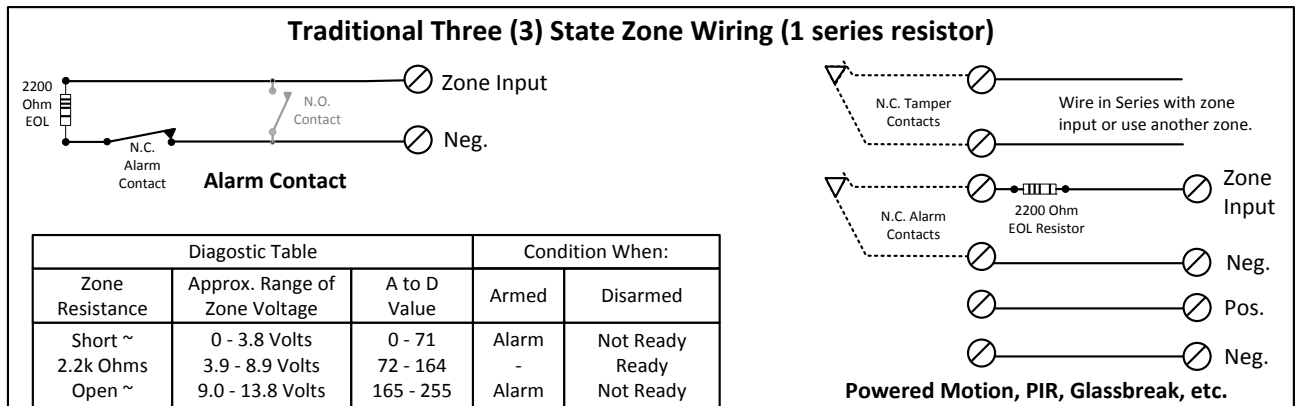 Traditional Three (3) State Zone Wiring (1 series resistor)
2200
Ohm
EOL
N.C.
Alarm
Contact
N.O.
Contact
Zone Input
Neg.
Alarm Contact
Diagostic Table
Condition When:
Zone
Resistance
Approx. Range of
Zone Voltage
A to D
Value
Armed
Disarmed
Short ~ 0 - 3.8 Volts 0 - 71 Alarm Not Ready
2.2k Ohms 3.9 - 8.9 Volts 72 - 164 - Ready
Open ~ 9.0 - 13.8 Volts 165 - 255 Alarm Not Ready
N.C. Tamper
Contacts
Wire in Series with zone
input or use another zone.
N.C. Alarm
Contacts
2200 Ohm
EOL Resistor
Zone
Input
Neg.
Pos.
Neg.
Powered Motion, PIR, Glassbreak, etc.